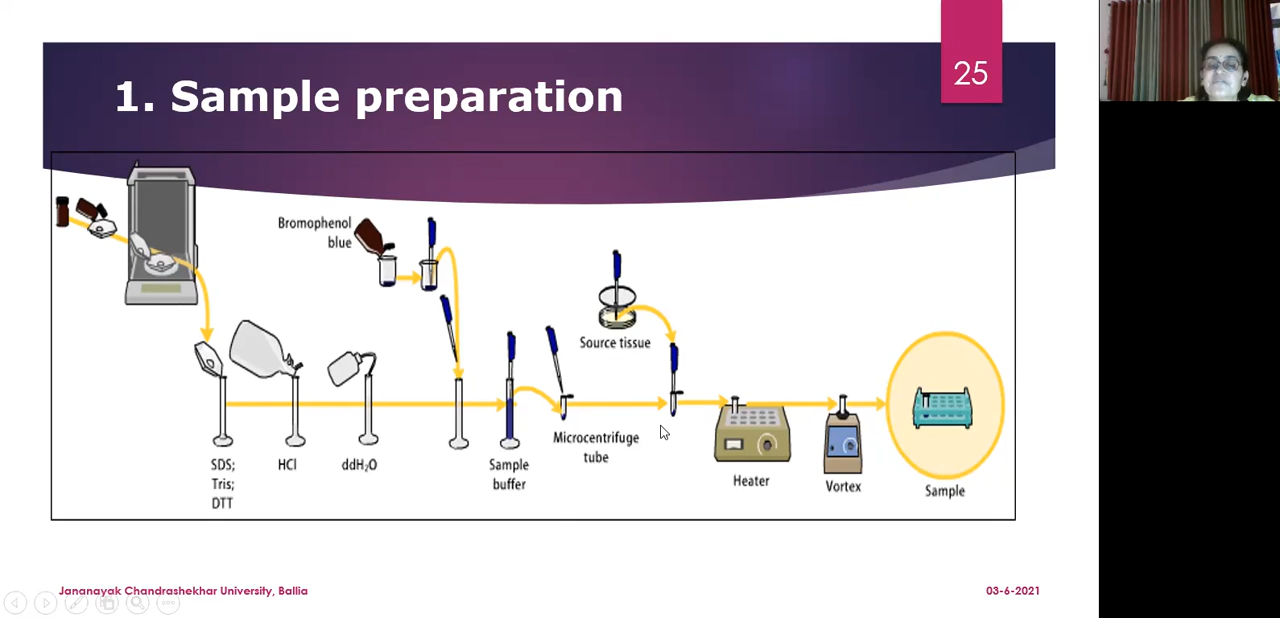 25
1. Sample preparation
Bromophenol
blue
Source tissue
Microcentrifuge
tube
SDS;
Tris;
DTT
HCl
ddH₂O
Sample
buffer
Heater
Vortex
Sample
Jananayak Chandrashekhar University, Ballia
03-6-2021